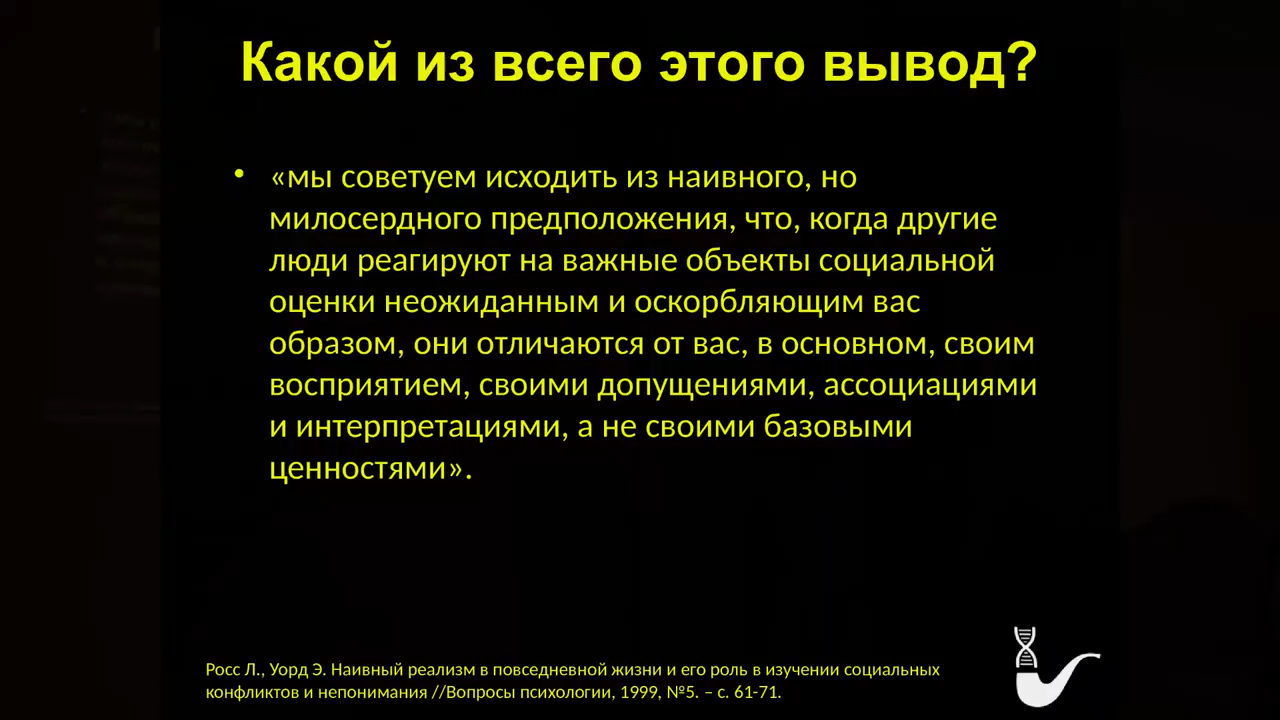 Какой из всего этого вывод?
• «мы советуем исходить из наивного, но
милосердного предположения, что, когда другие
люди реагируют на важные объекты социальной
оценки неожиданным и оскорбляющим вас
образом, они отличаются от вас, в основном, своим
восприятием, своими допущениями, ассоциациями
и интерпретациями, а не своими базовыми
ценностями».
Росс Л., Уорд Э. Наивный реализм в повседневной жизни и его роль в изучении социальных
конфликтов и непонимания //Вопросы психологии, 1999, №5. – с. 61-71.